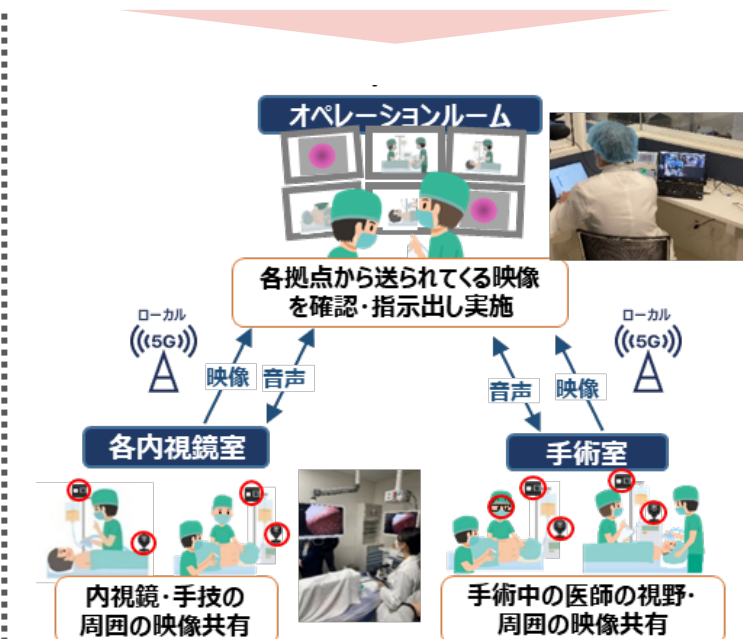 オペレーションルーム
各拠点から送られてくる映像
を確認・指示出し実施
ローカル
((5G))
ローカル
((5G))
映像
音声
音声
映像
各内視鏡室
手術室
内視鏡・手技の
周囲の映像共有
手術中の医師の視野・
周囲の映像共有